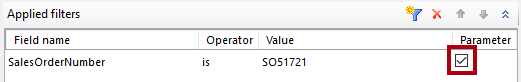 Applied filters
Field name Operator Value Parameter
SalesOrderNumber is SO51721